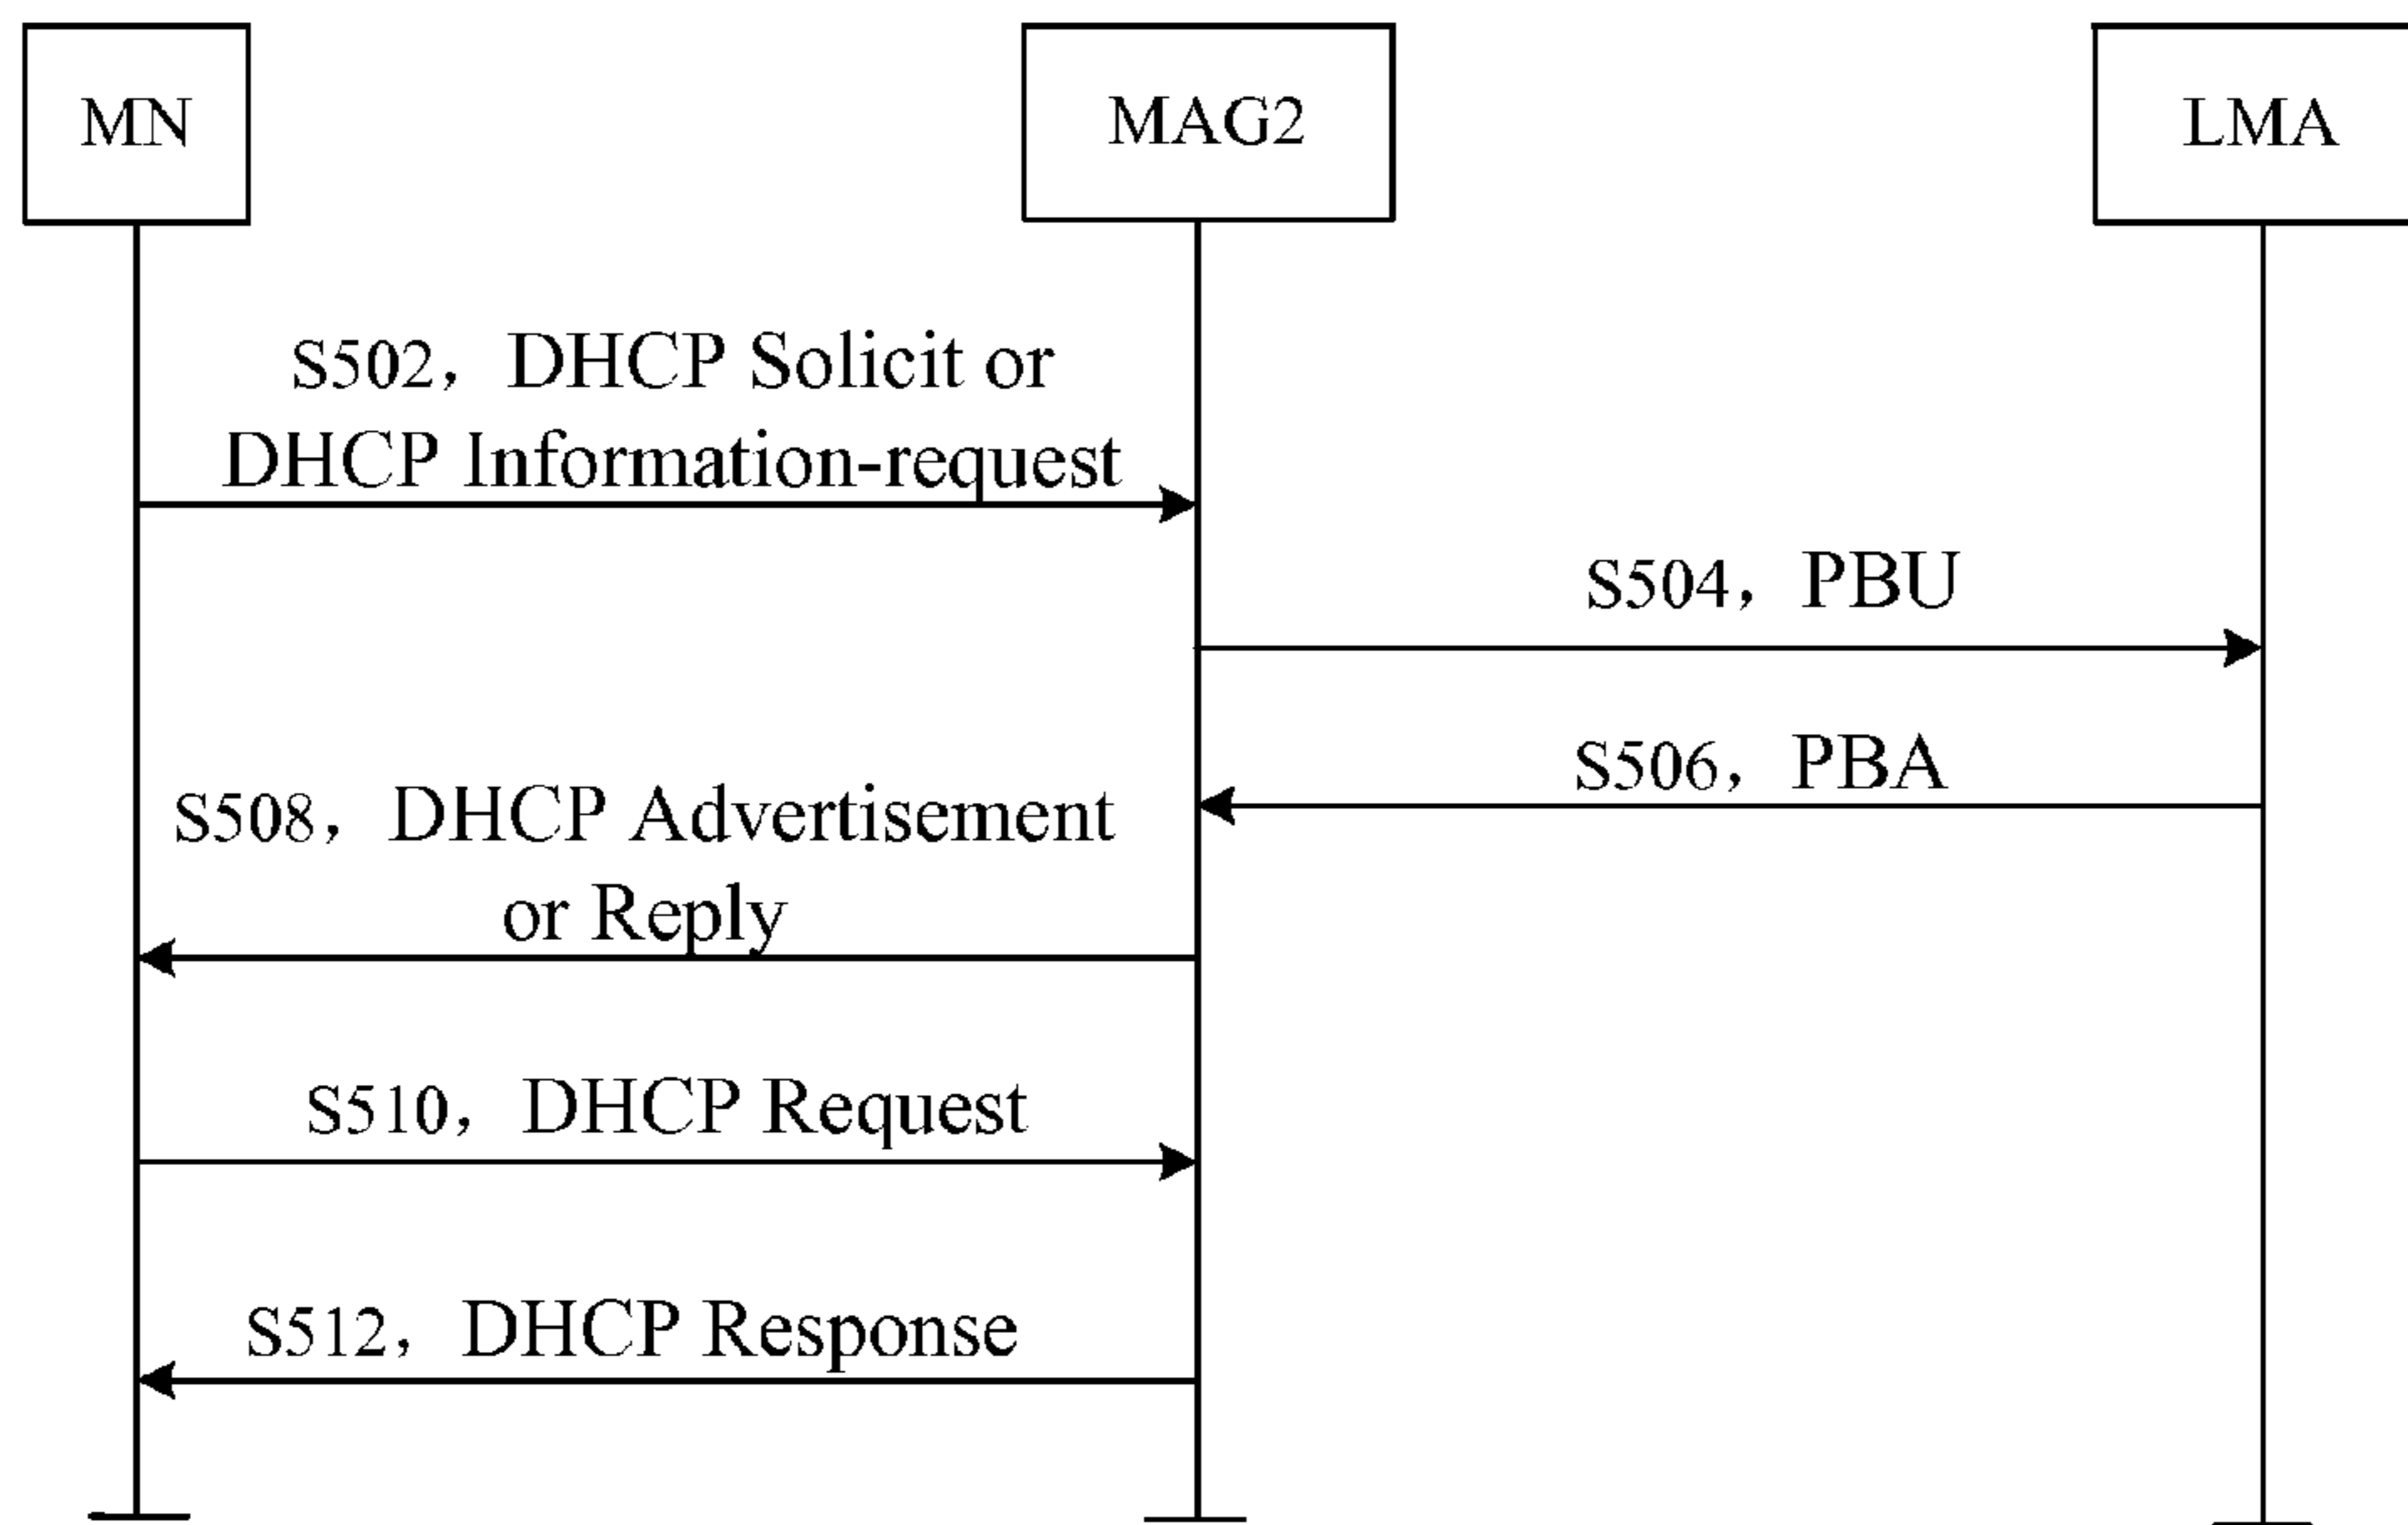 MN
MAG2
LMA
S502，DHCP Solicit or
DHCP Information-request
S504，PBU
S506，PBA
S508，DHCP Advertisement
or Reply
S510，DHCP Request
S512，DHCP Response